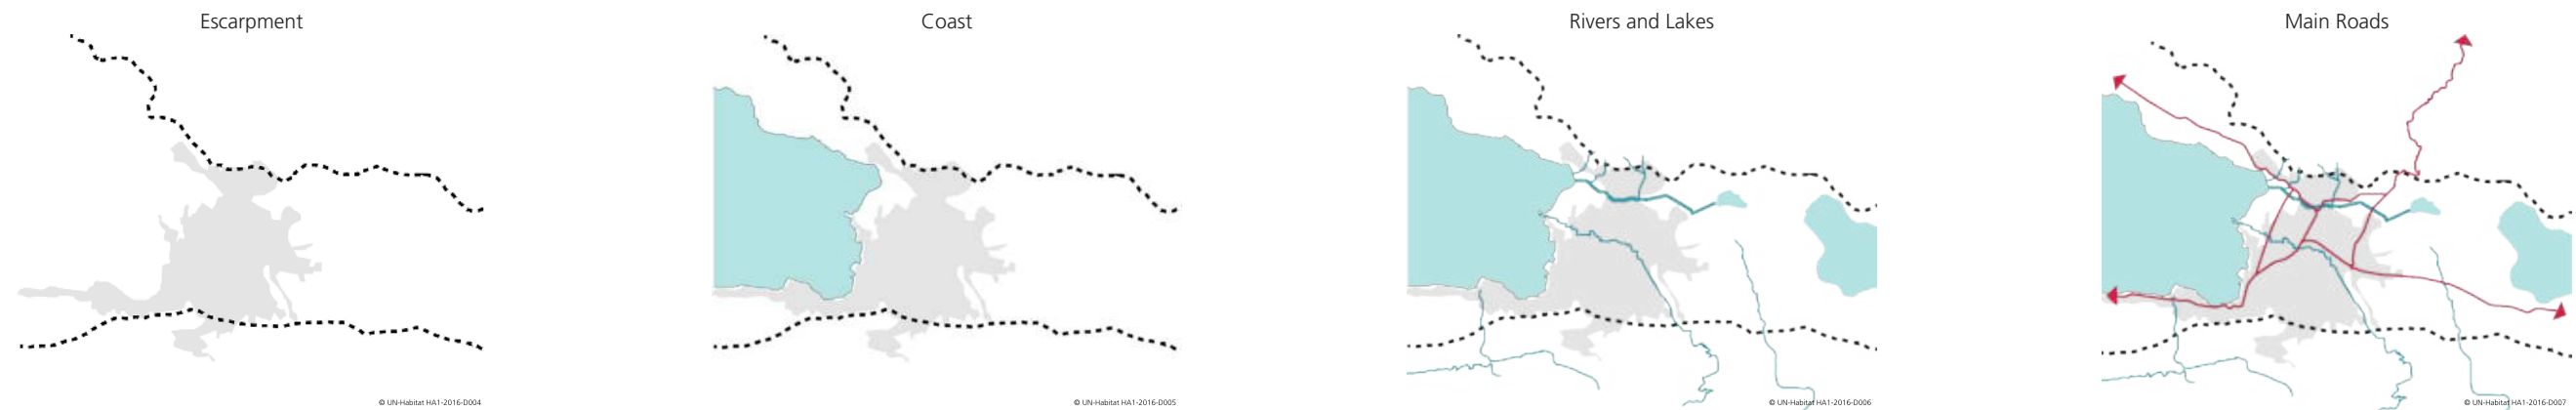 Escarpment
Coast
Rivers and Lakes
Main Roads
© UN-Habitat HA1-2016-D004
© UN-Habitat HA1-2016-D005
© UN-Habitat HA1-2016-D006
© UN-Habitat HA1-2016-D007